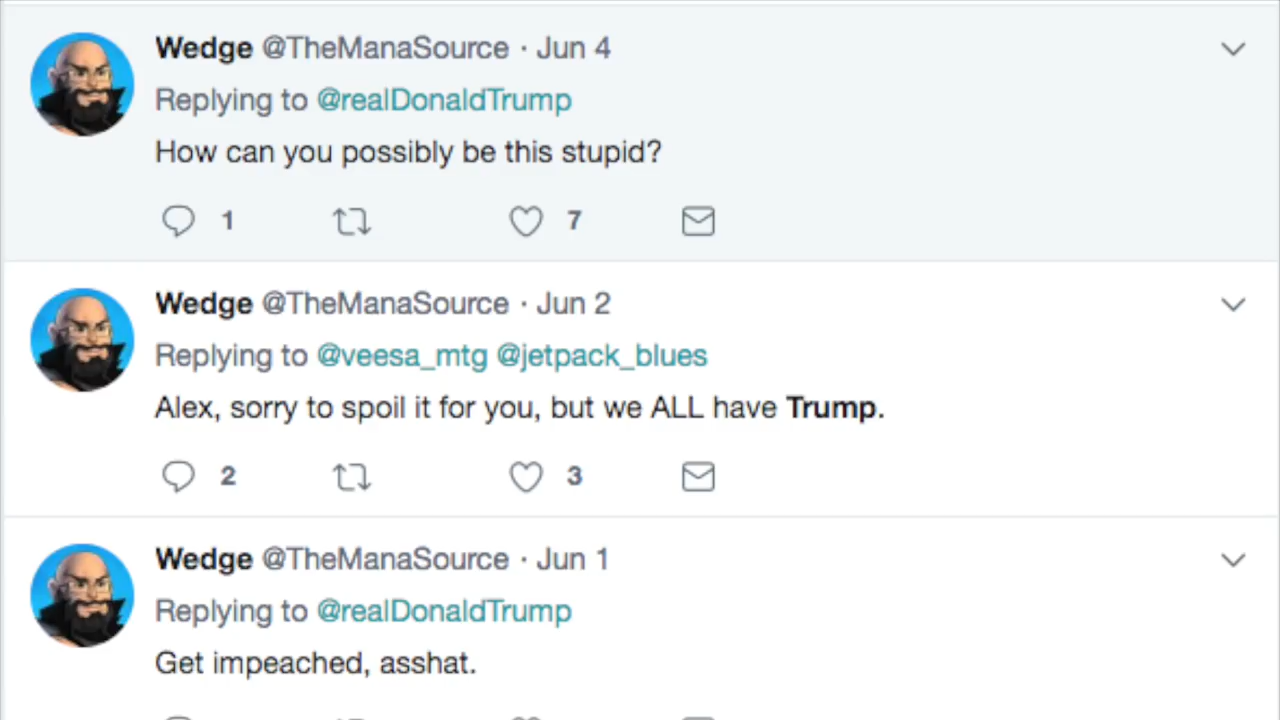 Wedge @TheManaSource · Jun 4
Replying to @realDonaldTrump
How can you possibly be this stupid?
1 7
Wedge @TheManaSource · Jun 2
Replying to @veesa_mtg @jetpack_blues
Alex, sorry to spoil it for you, but we ALL have Trump.
2 3
Wedge @TheManaSource · Jun 1
Replying to @realDonaldTrump
Get impeached, asshat.